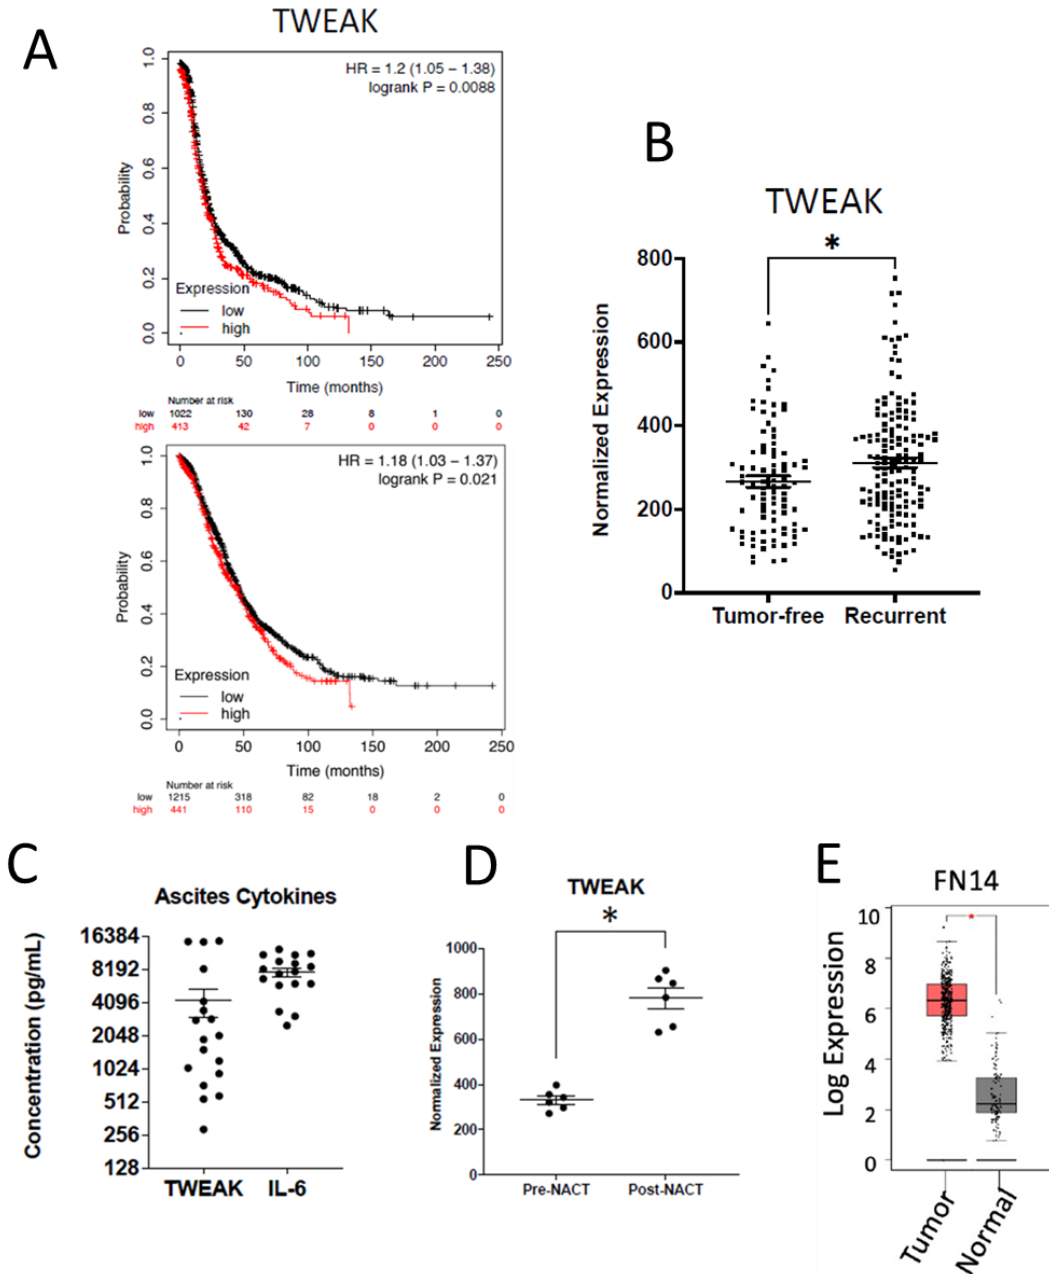 A
TWEAK
HR = 1.2 (1.05 – 1.38)
logrank P = 0.0088
Probability
1.0
0.8
0.6
0.4
0.2
0.0
Expression
low
high
0 50 100 150 200 250
Time (months)
Number at risk
low 1022 130 28 8 1 0
high 413 42 7 0 0 0
HR = 1.18 (1.03 – 1.37)
logrank P = 0.021
Probability
1.0
0.8
0.6
0.4
0.2
0.0
Expression
low
high
0 50 100 150 200 250
Time (months)
Number at risk
low 1215 318 82 18 2 0
high 441 110 15 0 0 0
B
TWEAK
*
Normalized Expression
800
600
400
200
0
Tumor-free Recurrent
C
Ascites Cytokines
Concentration (pg/mL)
16384
8192
4096
2048
1024
512
256
128
TWEAK IL-6
D
TWEAK
*
Normalized Expression
1000
800
600
400
200
0
Pre-NACT Post-NACT
E
FN14
*
Log Expression
10
8
6
4
2
0
Tumor
Normal